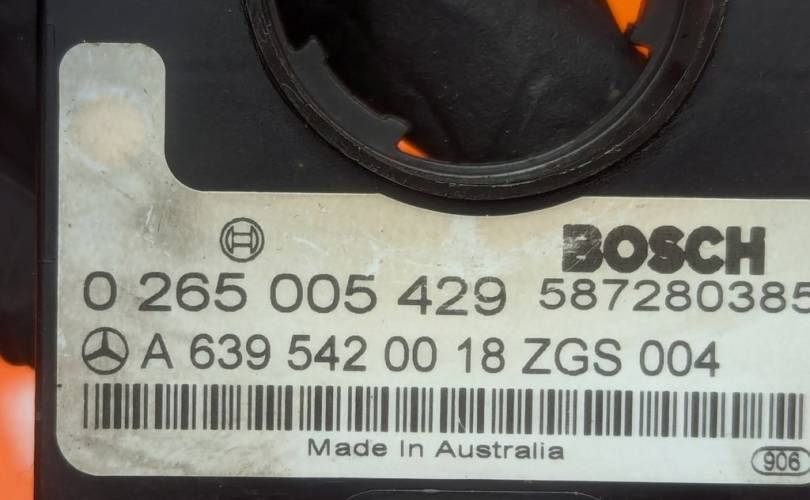 BOSCH
0 265 005 429 587280385
A 639 542 00 18 ZGS 004
Made In Australia
906